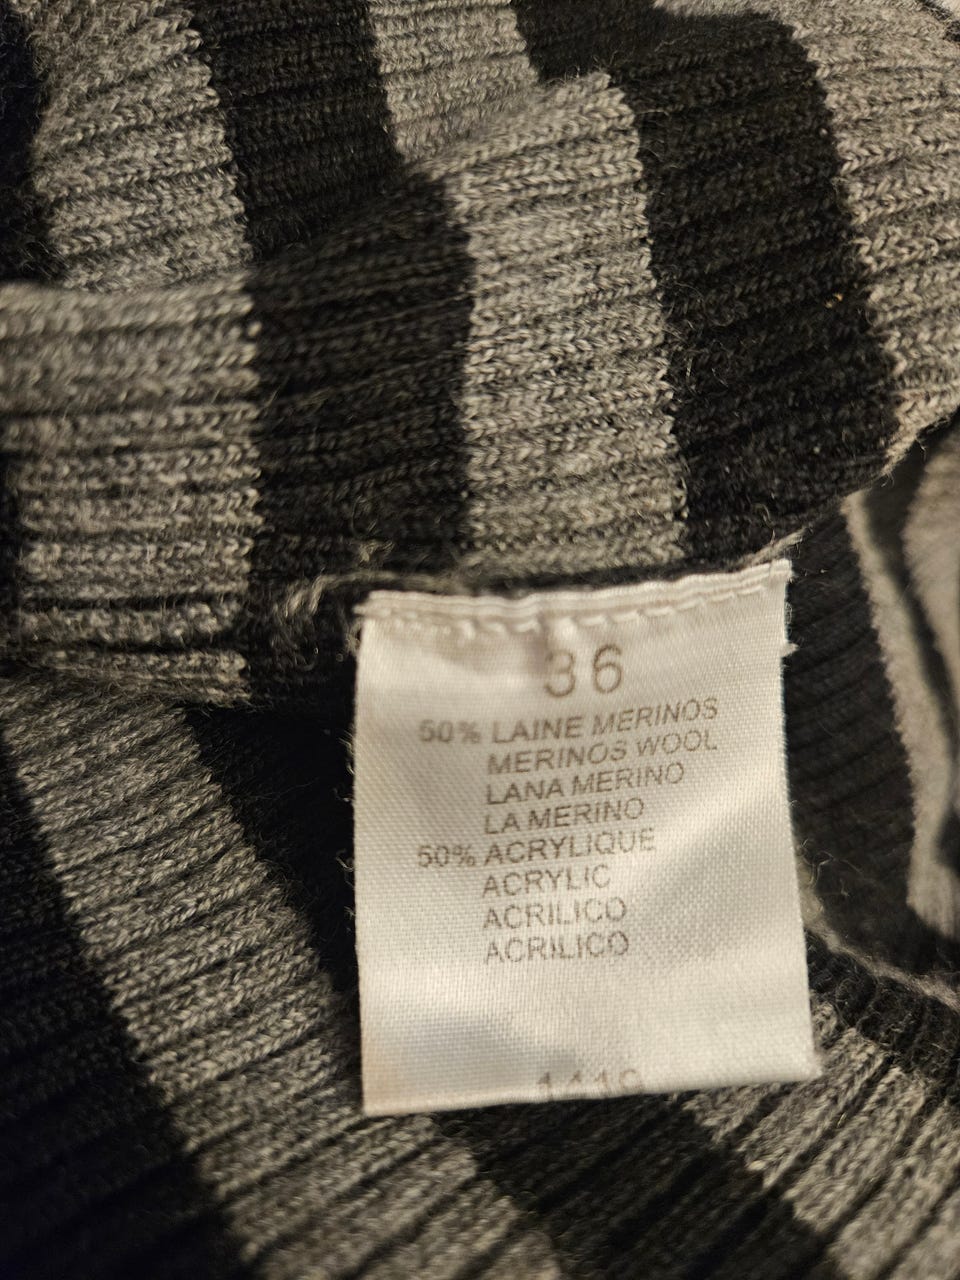 36
50% LAINE MERINOS
MERINOS WOOL
LANA MERINO
LA MERINO
50% ACRYLIQUE
ACRYLIC
ACRILICO
ACRILICO